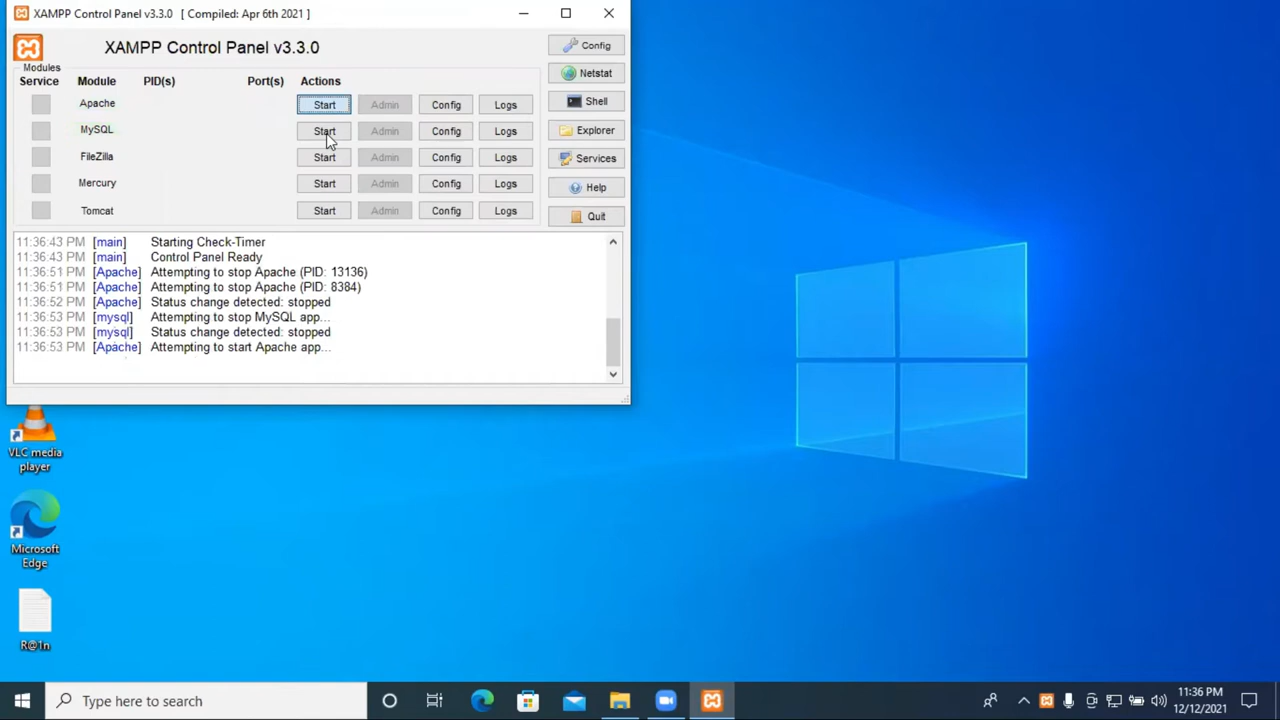 XAMPP Control Panel v3.3.0 [ Compiled: Apr 6th 2021 ]
XAMPP Control Panel v3.3.0
Config
Modules
Service Module PID(s) Port(s) Actions
Netstat
Apache Start Admin Config Logs
Shell
MySQL Start Admin Config Logs
Explorer
FileZilla Start Admin Config Logs
Services
Mercury Start Admin Config Logs
Help
Tomcat Start Admin Config Logs
Quit
11:36:43 PM [main] Starting Check-Timer
11:36:43 PM [main] Control Panel Ready
11:36:51 PM [Apache] Attempting to stop Apache (PID: 13136)
11:36:51 PM [Apache] Attempting to stop Apache (PID: 8384)
11:36:52 PM [Apache] Status change detected: stopped
11:36:53 PM [mysql] Attempting to stop MySQL app...
11:36:53 PM [mysql] Status change detected: stopped
11:36:53 PM [Apache] Attempting to start Apache app...
VLC media
player
Microsoft
Edge
R@1n
Type here to search
11:36 PM
12/12/2021